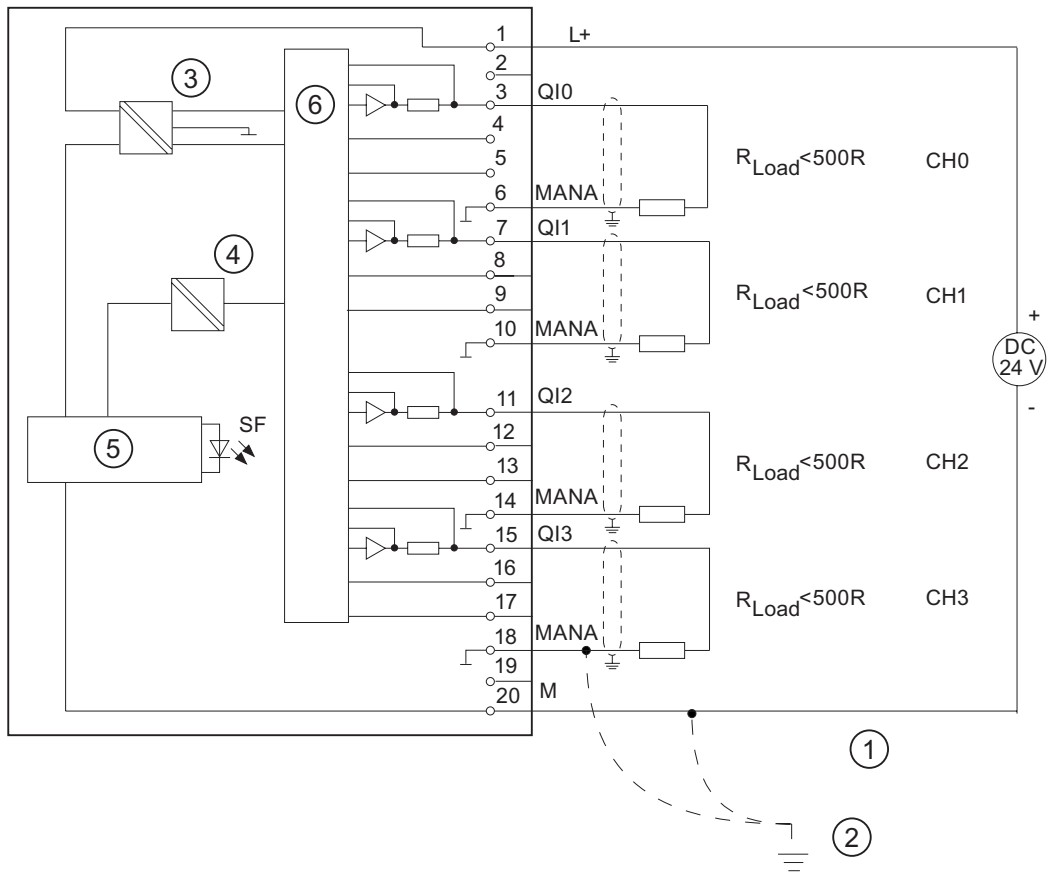 1 L+
2
3 QI0
③
⑥
4
5
RLoad<500R CH0
6 MANA
7 QI1
④
8
9
RLoad<500R CH1
10 MANA
+
DC
24 V
-
11 QI2
SF
⑤
12
13
RLoad<500R CH2
14 MANA
15 QI3
16
17
RLoad<500R CH3
18 MANA
19
20 M
①
②